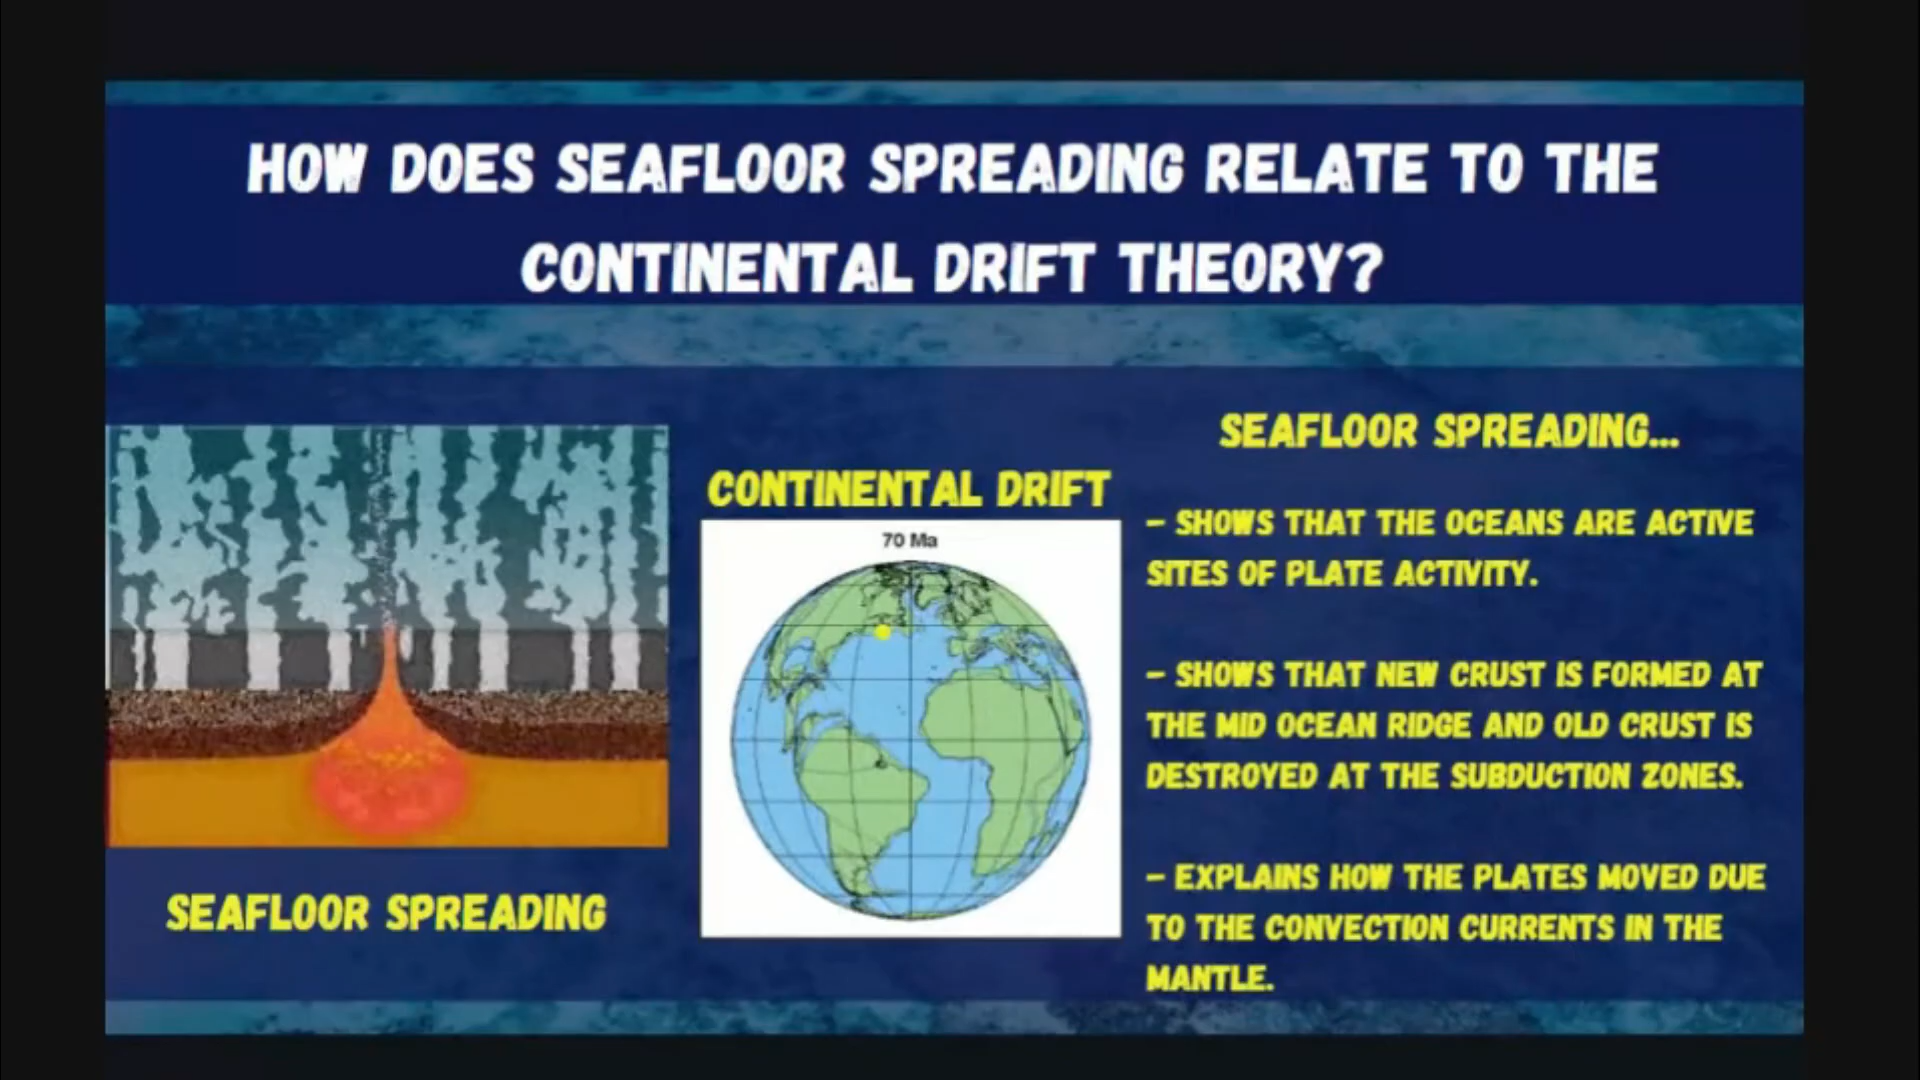 HOW DOES SEAFLOOR SPREADING RELATE TO THE
CONTINENTAL DRIFT THEORY?
SEAFLOOR SPREADING
CONTINENTAL DRIFT
70 Ma
SEAFLOOR SPREADING...
- SHOWS THAT THE OCEANS ARE ACTIVE
SITES OF PLATE ACTIVITY.
- SHOWS THAT NEW CRUST IS FORMED AT
THE MID OCEAN RIDGE AND OLD CRUST IS
DESTROYED AT THE SUBDUCTION ZONES.
- EXPLAINS HOW THE PLATES MOVED DUE
TO THE CONVECTION CURRENTS IN THE
MANTLE.